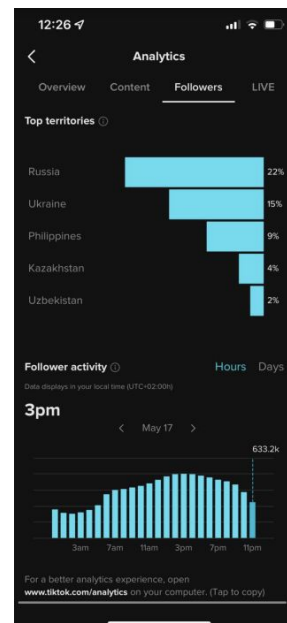 12:26
Analytics
Overview Content Followers LIVE
Top territories
Russia 22%
Ukraine 15%
Philippines 9%
Kazakhstan 4%
Uzbekistan 2%
Follower activity Hours Days
Data displays in your local time (UTC+02:00h)
3pm
May 17
633.2k
3am 7am 11am 3pm 7pm 11pm
For a better analytics experience, open
www.tiktok.com/analytics on your computer. (Tap to copy)